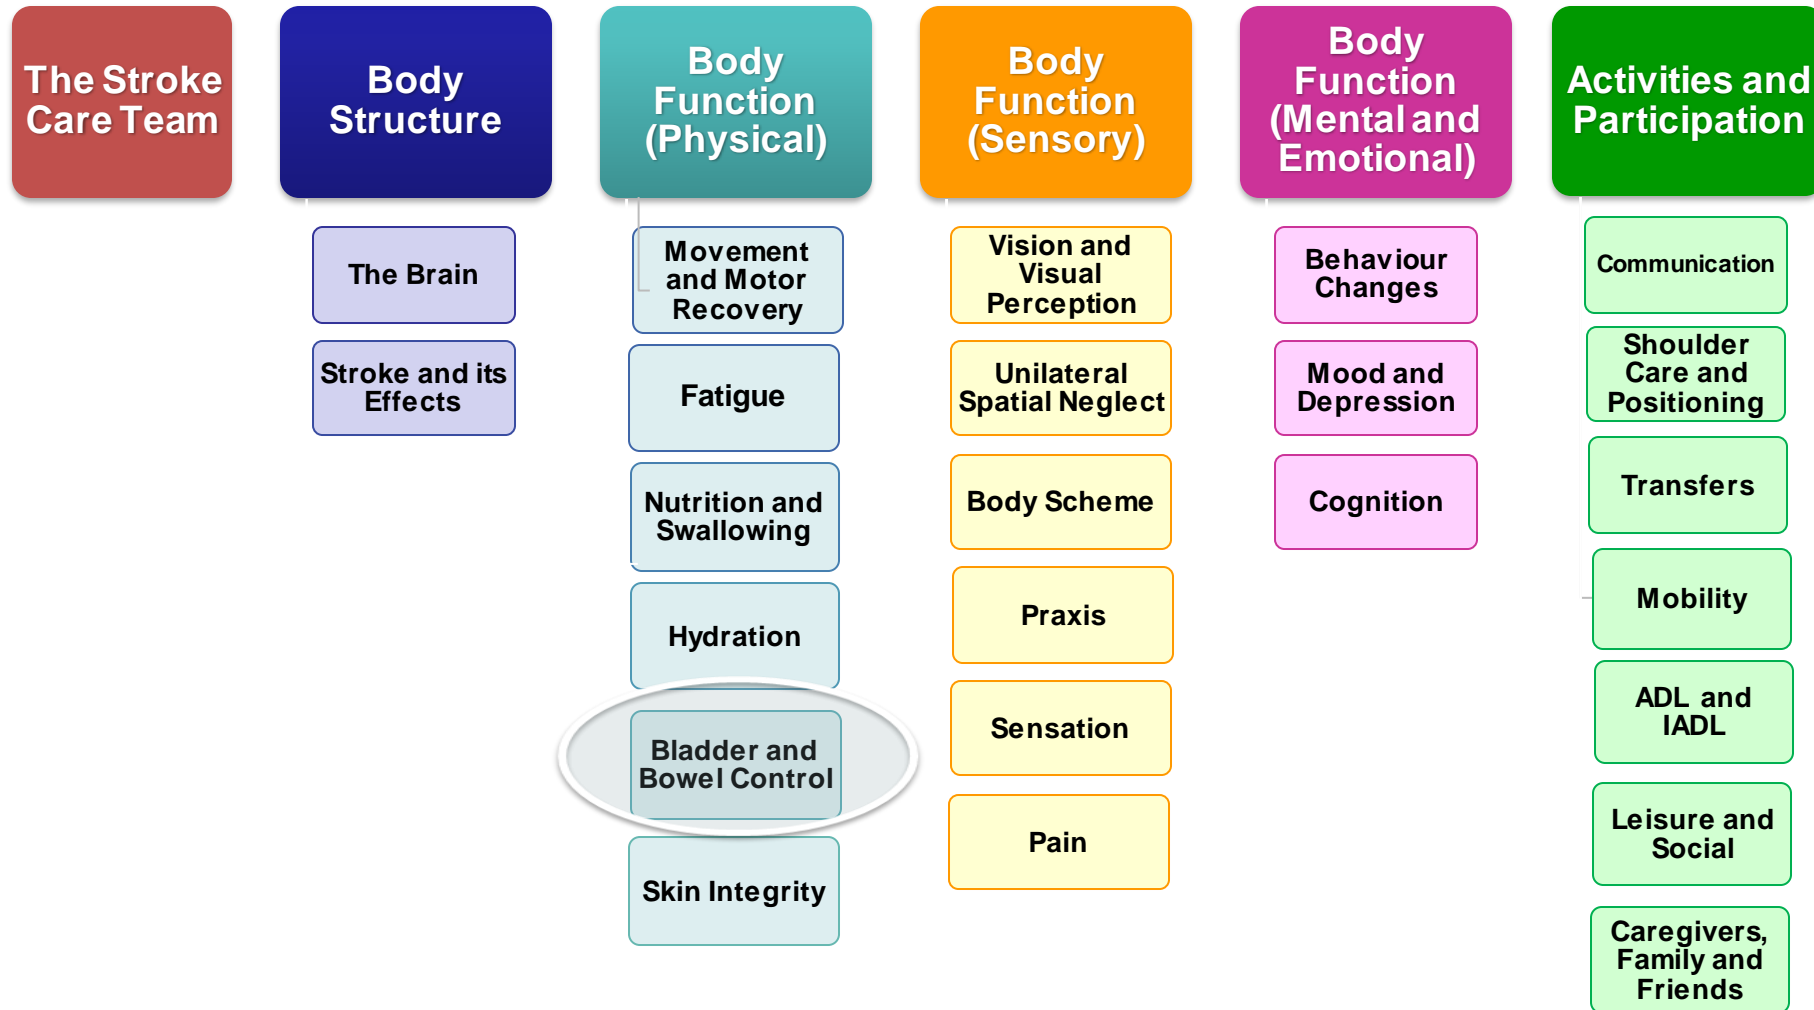 The Stroke
Care Team
Body
Structure
The Brain
Stroke and its
Effects
Body
Function
(Physical)
Movement
and Motor
Recovery
Fatigue
Nutrition and
Swallowing
Hydration
Bladder and
Bowel Control
Skin Integrity
Body
Function
(Sensory)
Vision and
Visual
Perception
Unilateral
Spatial Neglect
Body Scheme
Praxis
Sensation
Pain
Body
Function
(Mental and
Emotional)
Behaviour
Changes
Mood and
Depression
Cognition
Activities and
Participation
Communication
Shoulder
Care and
Positioning
Transfers
Mobility
ADL and
IADL
Leisure and
Social
Caregivers,
Family and
Friends